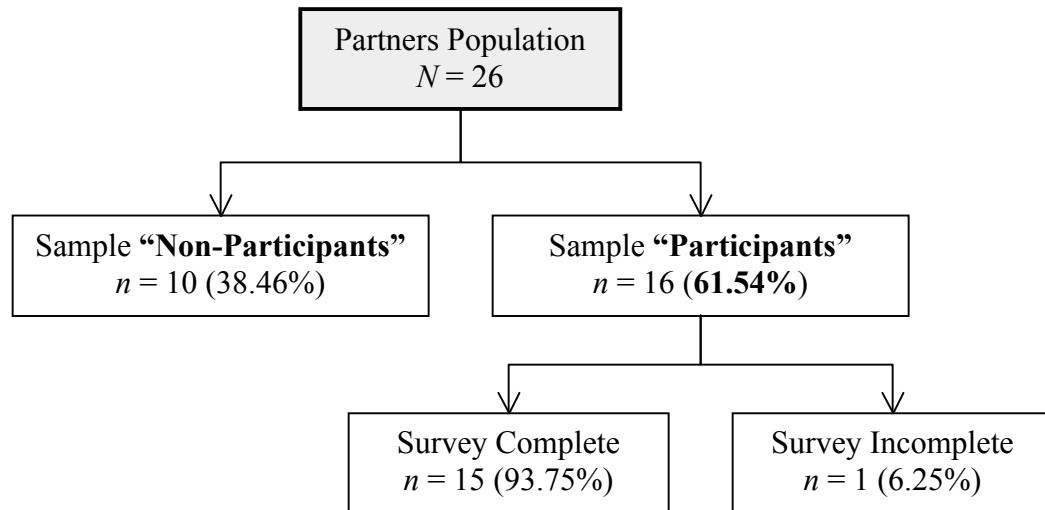 Partners Population
N = 26
Sample “Non-Participants”
n = 10 (38.46%)
Sample “Participants”
n = 16 (61.54%)
Survey Complete
n = 15 (93.75%)
Survey Incomplete
n = 1 (6.25%)